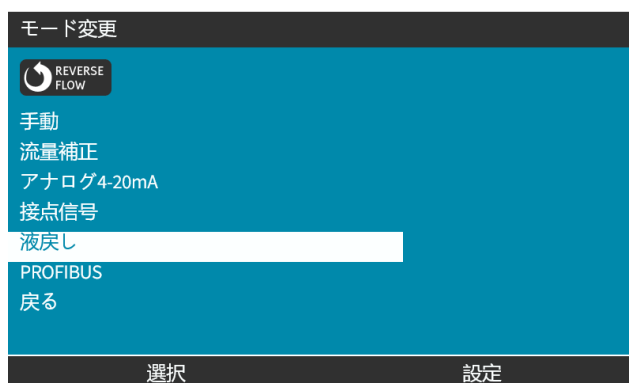 モード変更
REVERSE
FLOW
手動
流量補正
アナログ4-20mA
接点信号
液戻し
PROFIBUS
戻る
選択 設定